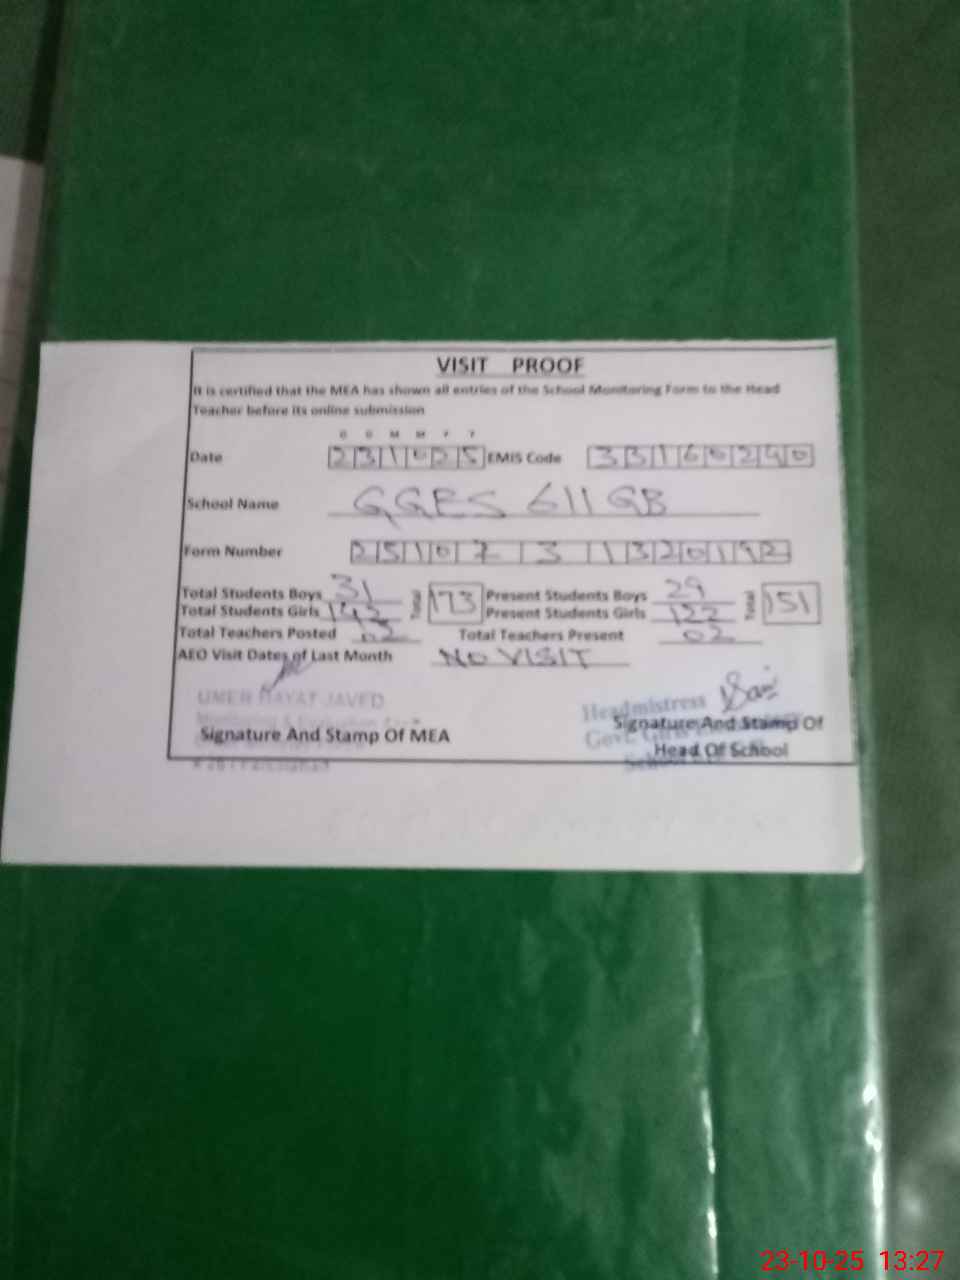 VISIT PROOF
It is certified that the MEA has shown all entries of the School Monitoring Form to the Head
Teacher before its online submission
D D M M Y Y
Date 231025 EMIS Code 33160240
School Name GGES 611 GB
Form Number 2510731320192
Total Students Boys 31 Total 173 Present Students Boys 29 Total 151
Total Students Girls 142 Present Students Girls 122
Total Teachers Posted 02 Total Teachers Present 02
AEO Visit Dates of Last Month NO VISIT
UMER HAYAT JAVED
Headmistress
Signature And Stamp Of MEA
Signature And Stamp Of
Govt. Girls
Head Of School
23-10-25 13:27